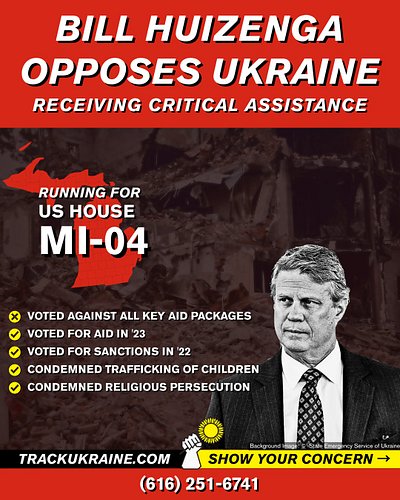 BILL HUIZENGA
OPPOSES UKRAINE
RECEIVING CRITICAL ASSISTANCE
RUNNING FOR
US HOUSE
MI-04
VOTED AGAINST ALL KEY AID PACKAGES
VOTED FOR AID IN '23
VOTED FOR SANCTIONS IN '22
CONDEMNED TRAFFICKING OF CHILDREN
CONDEMNED RELIGIOUS PERSECUTION
Background Image: © State Emergency Service of Ukraine
TRACKUKRAINE.COM
SHOW YOUR CONCERN →
(616) 251-6741